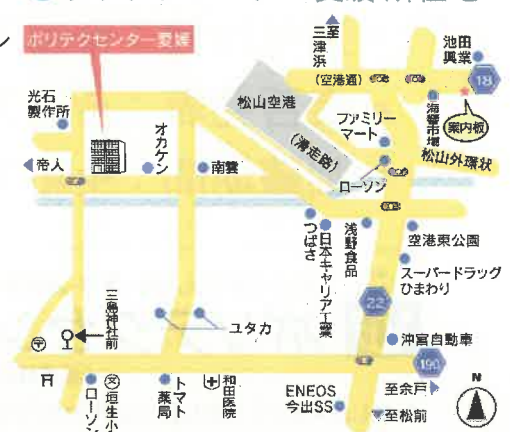 ポリテクセンター愛媛
至
三津浜
池田
興業
(空港通)
18
松山空港
光石
製作所
海響市場
案内板
ファミリー
マート
(滑走路)
松山外環状
オカケン
帝人
南雲
ローソン
つばさ
日本キャリア工業
浅野食品
空港東公園
スーパードラッグ
ひまわり
22
三島神社前
ユタカ
沖宮自動車
190
ローソン
垣生小
トマト
薬局
和田医院
ENEOS
今出SS
至余戸
至松前
N